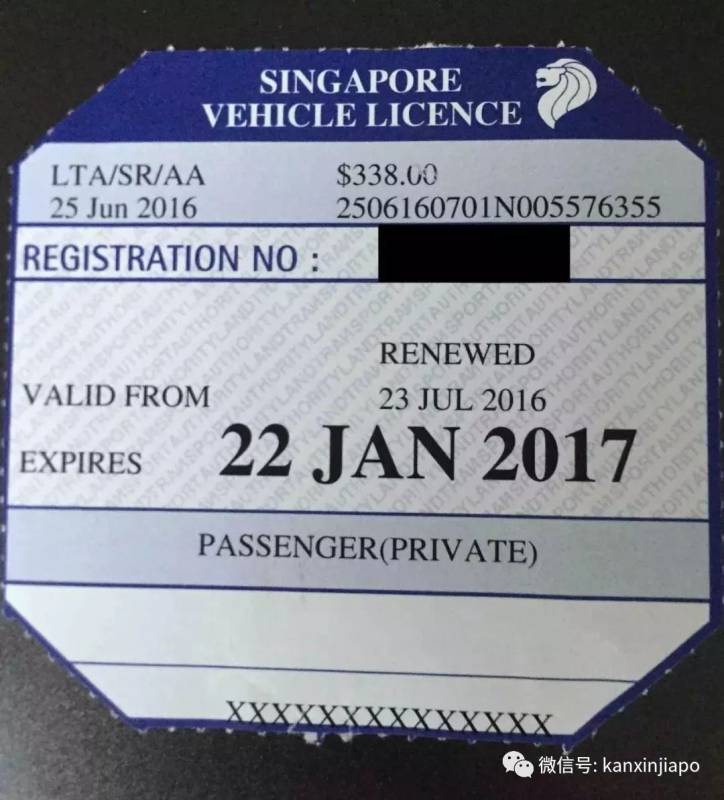 SINGAPORE
VEHICLE LICENCE
LTA/SR/AA $338.00
25 Jun 2016 2506160701N005576355
REGISTRATION NO :
RENEWED
VALID FROM 23 JUL 2016
EXPIRES 22 JAN 2017
PASSENGER(PRIVATE)
XXXXXXXXXXXXXXX
微信号: kanxinjiapo